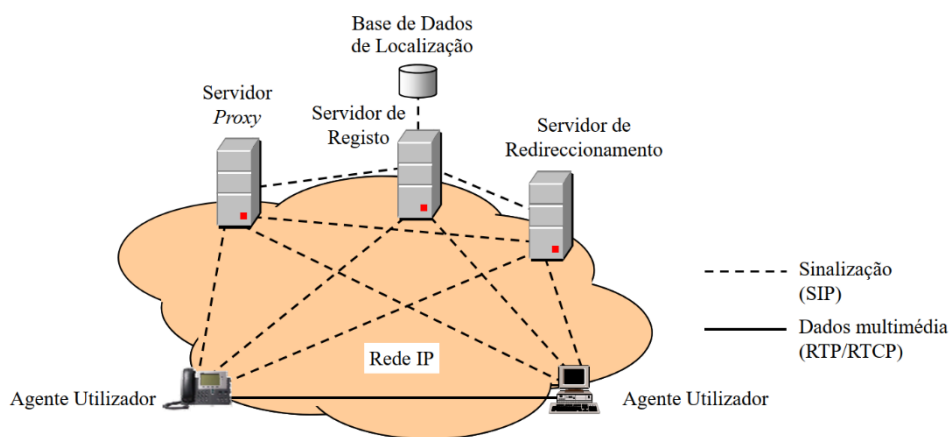 Base de Dados
de Localização
Servidor
Proxy
Servidor de
Registo
Servidor de
Redireccionamento
Sinalização
(SIP)
Dados multimédia
(RTP/RTCP)
Rede IP
Agente Utilizador
Agente Utilizador